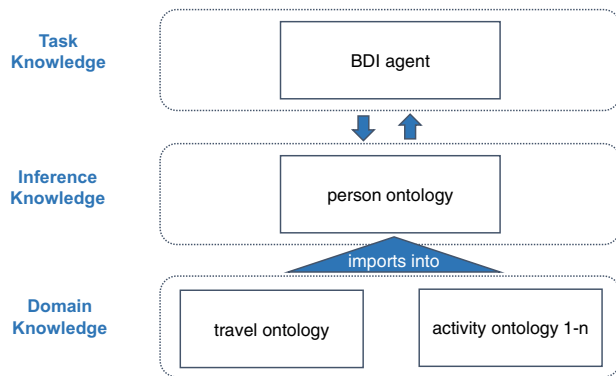 Task
Knowledge
BDI agent
Inference
Knowledge
person ontology
imports into
Domain
Knowledge
travel ontology
activity ontology 1-n